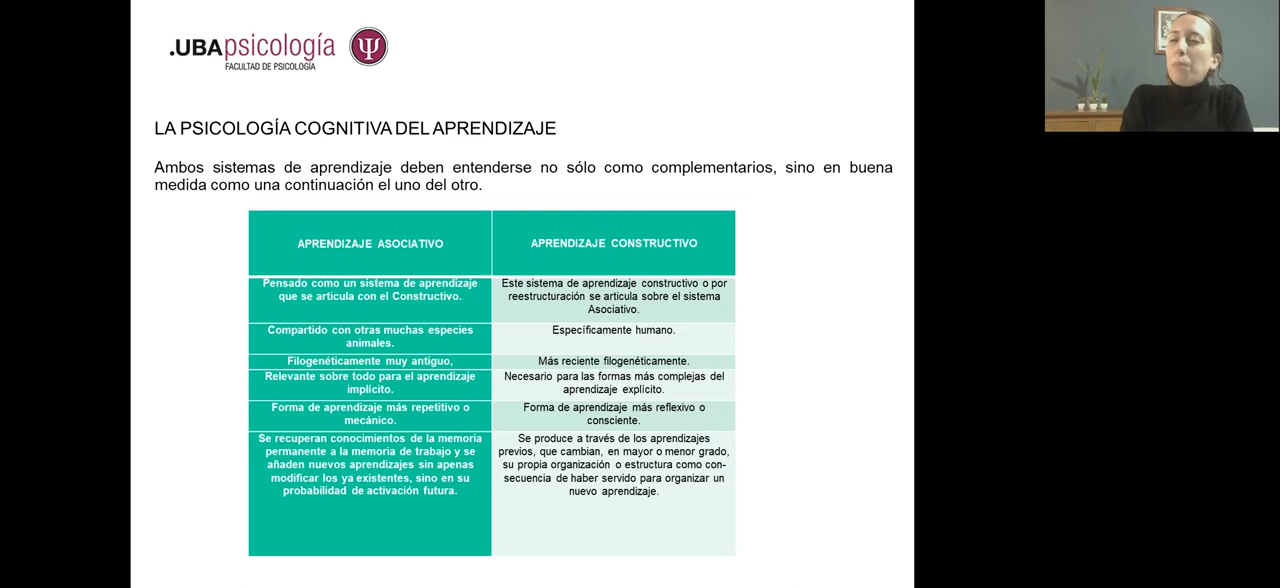 .UBApsicología
FACULTAD DE PSICOLOGÍA
LA PSICOLOGÍA COGNITIVA DEL APRENDIZAJE
Ambos sistemas de aprendizaje deben entenderse no sólo como complementarios, sino en buena
medida como una continuación el uno del otro.
APRENDIZAJE ASOCIATIVO
APRENDIZAJE CONSTRUCTIVO
Pensado como un sistema de aprendizaje
que se articula con el Constructivo.
Este sistema de aprendizaje constructivo o por
reestructuración se articula sobre el sistema
Asociativo.
Compartido con otras muchas especies
animales.
Específicamente humano.
Filogenéticamente muy antiguo,
Más reciente filogenéticamente.
Relevante sobre todo para el aprendizaje
implícito.
Necesario para las formas más complejas del
aprendizaje explícito.
Forma de aprendizaje más repetitivo o
mecánico.
Forma de aprendizaje más reflexivo o
consciente.
Se recuperan conocimientos de la memoria
permanente a la memoria de trabajo y se
añaden nuevos aprendizajes sin apenas
modificar los ya existentes, sino en su
probabilidad de activación futura.
Se produce a través de los aprendizajes
previos, que cambian, en mayor o menor grado,
su propia organización o estructura como con-
secuencia de haber servido para organizar un
nuevo aprendizaje.